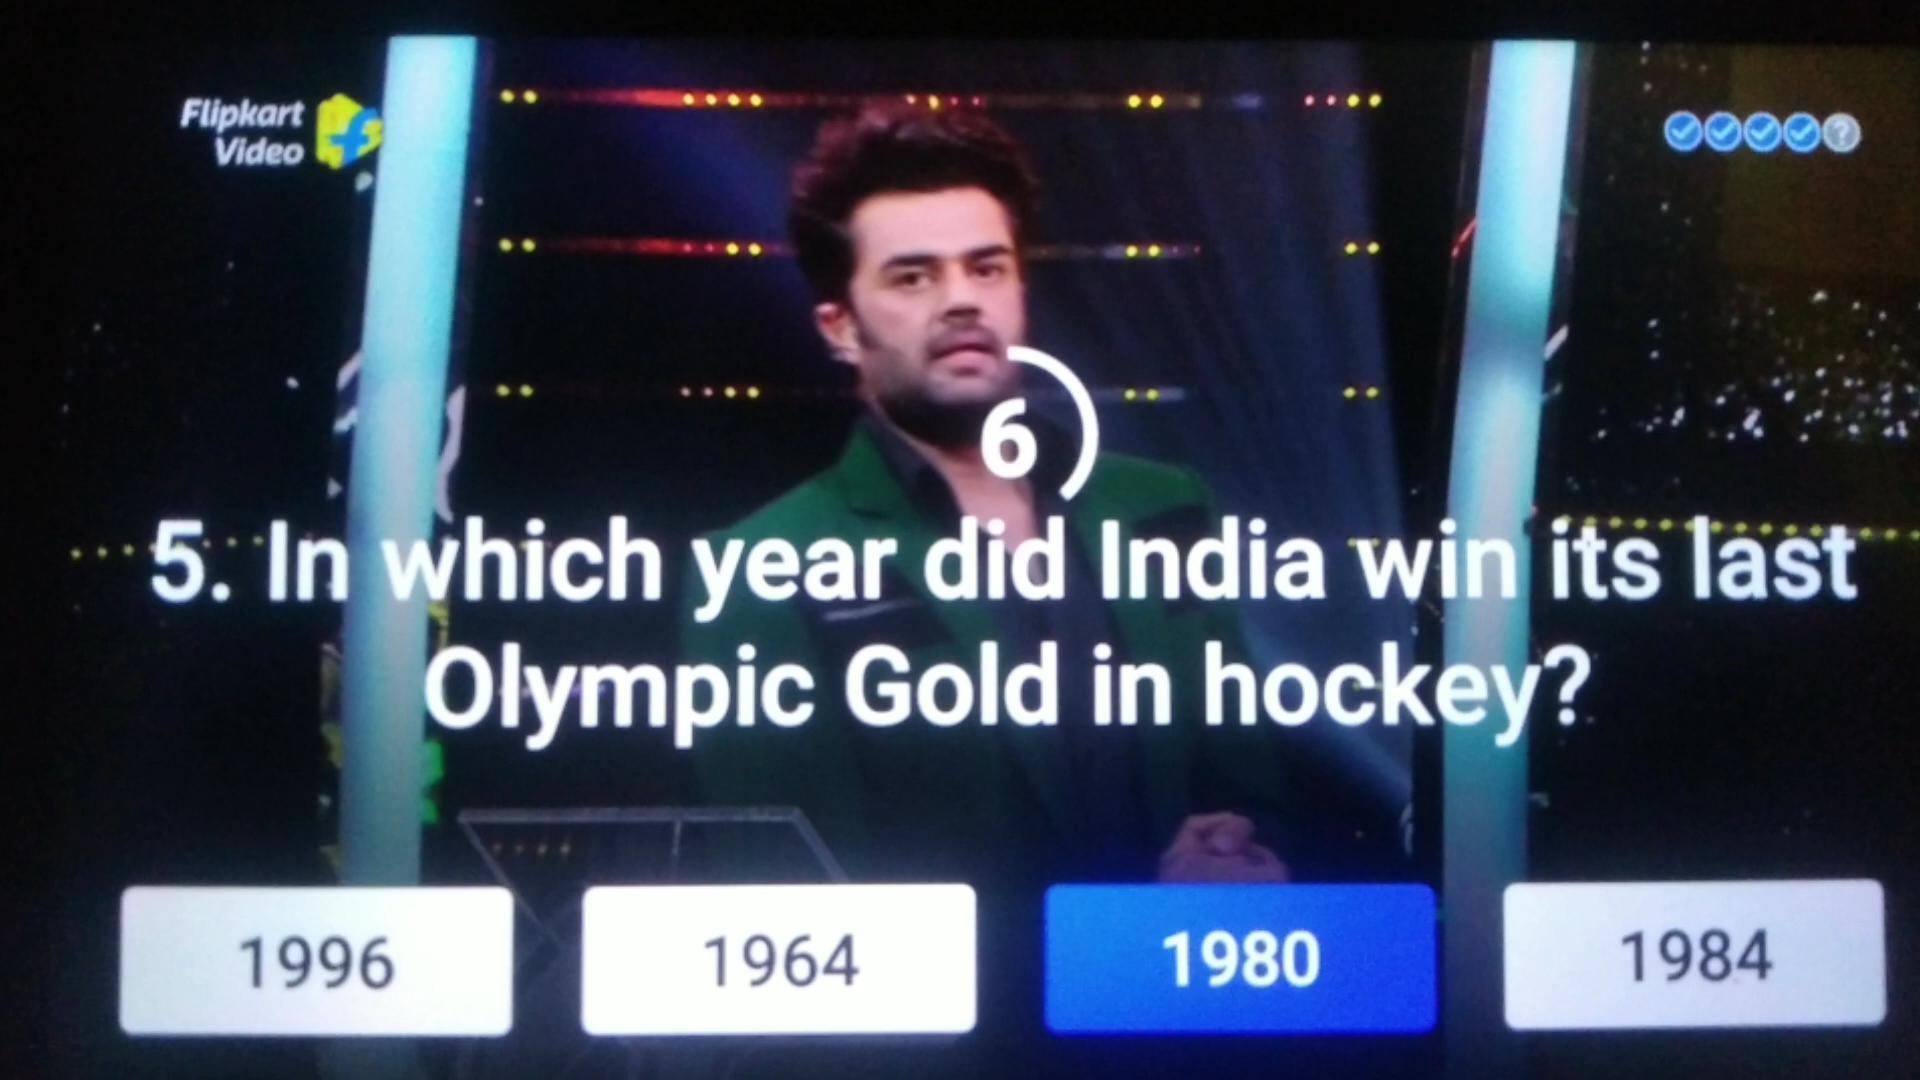 Flipkart
Video
6
5. In which year did India win its last
Olympic Gold in hockey?
1996
1964
1980
1984